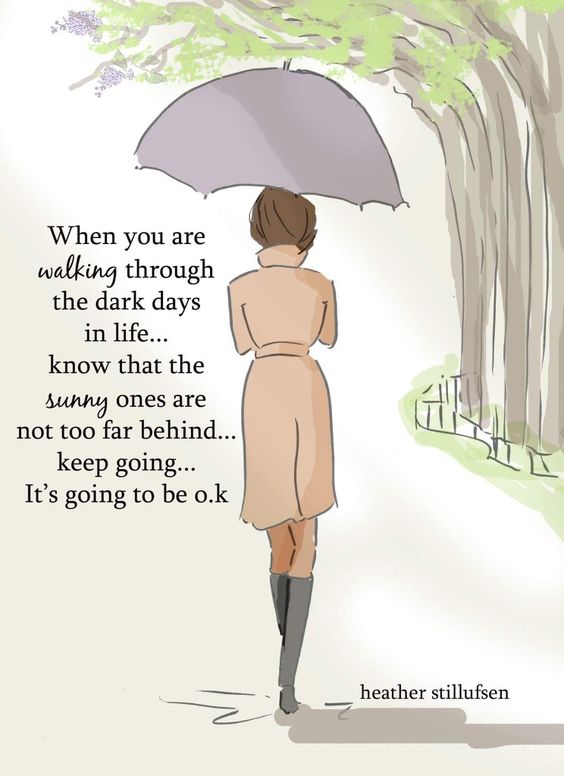 When you are
walking through
the dark days
in life...
know that the
sunny ones are
not too far behind...
keep going...
It's going to be o.k
heather stillufsen